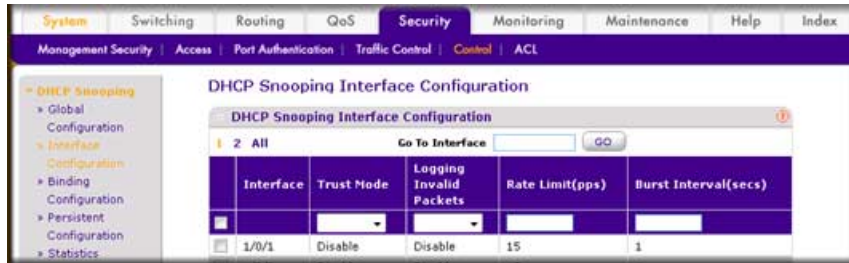 System Switching Routing QoS Security Monitoring Maintenance Help Index
Management Security | Access | Port Authentication | Traffic Control | Control | ACL
DHCP Snooping
» Global
Configuration
» Interface
Configuration
» Binding
Configuration
» Persistent
Configuration
» Statistics
DHCP Snooping Interface Configuration
DHCP Snooping Interface Configuration
1 2 All Go To Interface GO
Interface Trust Mode Logging Invalid Packets Rate Limit(pps) Burst Interval(secs)
1/0/1 Disable Disable 15 1